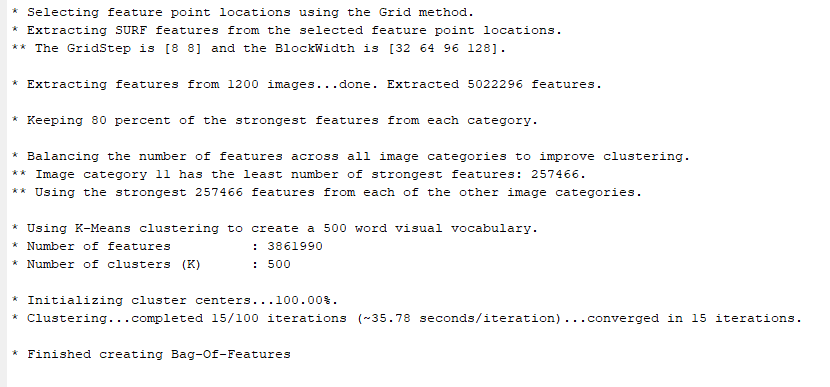 * Selecting feature point locations using the Grid method.
* Extracting SURF features from the selected feature point locations.
** The GridStep is [8 8] and the BlockWidth is [32 64 96 128].
* Extracting features from 1200 images...done. Extracted 5022296 features.
* Keeping 80 percent of the strongest features from each category.
* Balancing the number of features across all image categories to improve clustering.
** Image category 11 has the least number of strongest features: 257466.
** Using the strongest 257466 features from each of the other image categories.
* Using K-Means clustering to create a 500 word visual vocabulary.
* Number of features          : 3861990
* Number of clusters (K)      : 500
* Initializing cluster centers...100.00%.
* Clustering...completed 15/100 iterations (~35.78 seconds/iteration)...converged in 15 iterations.
* Finished creating Bag-Of-Features